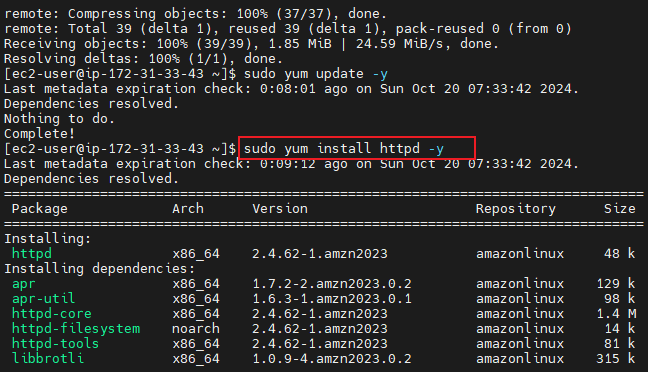 remote: Compressing objects: 100% (37/37), done.
remote: Total 39 (delta 1), reused 39 (delta 1), pack-reused 0 (from 0)
Receiving objects: 100% (39/39), 1.85 MiB | 24.59 MiB/s, done.
Resolving deltas: 100% (1/1), done.
[ec2-user@ip-172-31-33-43 ~]$ sudo yum update -y
Last metadata expiration check: 0:08:01 ago on Sun Oct 20 07:33:42 2024.
Dependencies resolved.
Nothing to do.
Complete!
[ec2-user@ip-172-31-33-43 ~]$ sudo yum install httpd -y
Last metadata expiration check: 0:09:12 ago on Sun Oct 20 07:33:42 2024.
Dependencies resolved.
================================================================================
Package Arch Version Repository Size
================================================================================
Installing:
httpd x86_64 2.4.62-1.amzn2023 amazonlinux 48 k
Installing dependencies:
apr x86_64 1.7.2-2.amzn2023.0.2 amazonlinux 129 k
apr-util x86_64 1.6.3-1.amzn2023.0.1 amazonlinux 98 k
httpd-core x86_64 2.4.62-1.amzn2023 amazonlinux 1.4 M
httpd-filesystem noarch 2.4.62-1.amzn2023 amazonlinux 14 k
httpd-tools x86_64 2.4.62-1.amzn2023 amazonlinux 81 k
libbrotli x86_64 1.0.9-4.amzn2023.0.2 amazonlinux 315 k